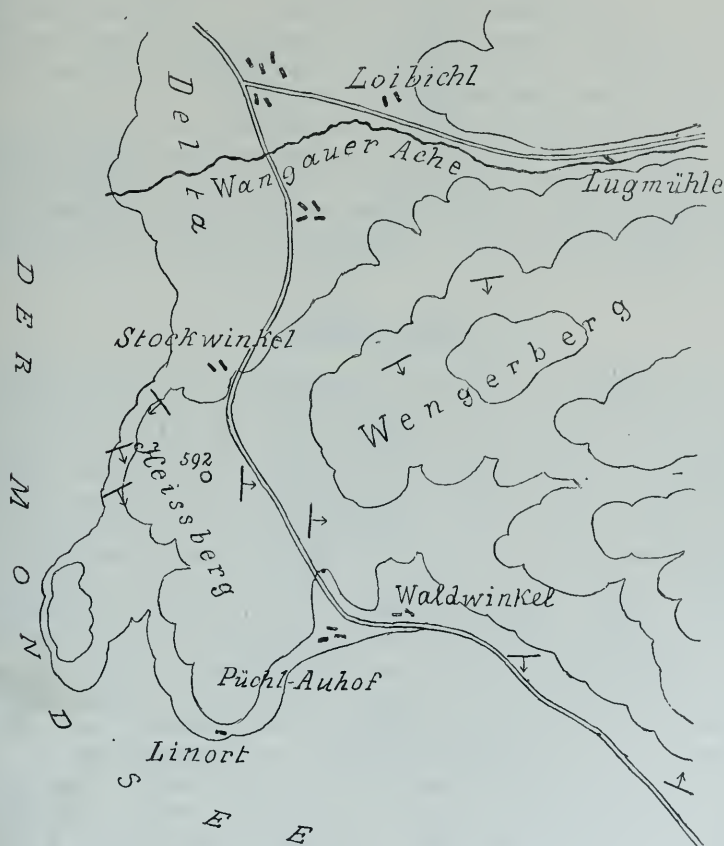 Loibichl
Delta
Wangauer Ache
Lugmühle
DER MONDSEE
Stockwinkel
Wengerberg
Heissberg
592
Waldwinkel
Püchl-Auhof
Linort